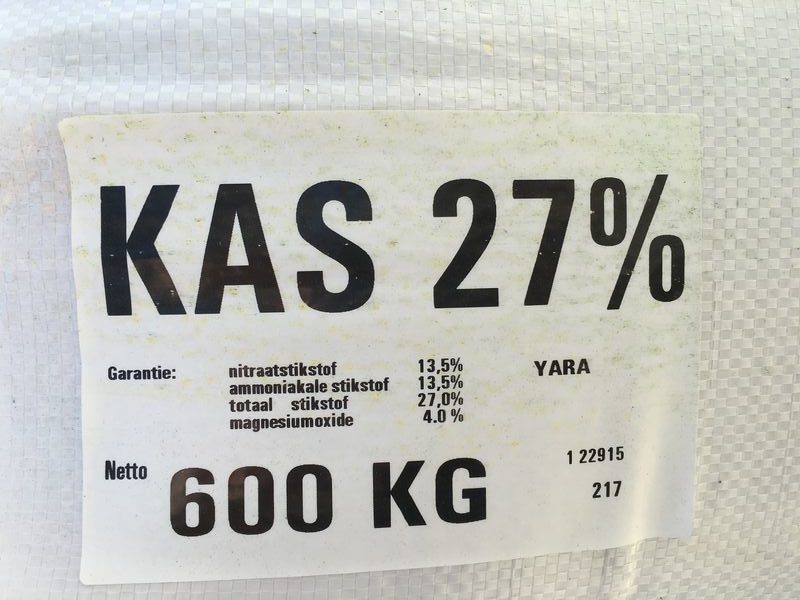 KAS 27%
Garantie: nitraatstikstof 13,5% YARA
ammoniakale stikstof 13,5%
totaal stikstof 27,0%
magnesiumoxide 4.0 %
Netto 600 KG 1 22915
217